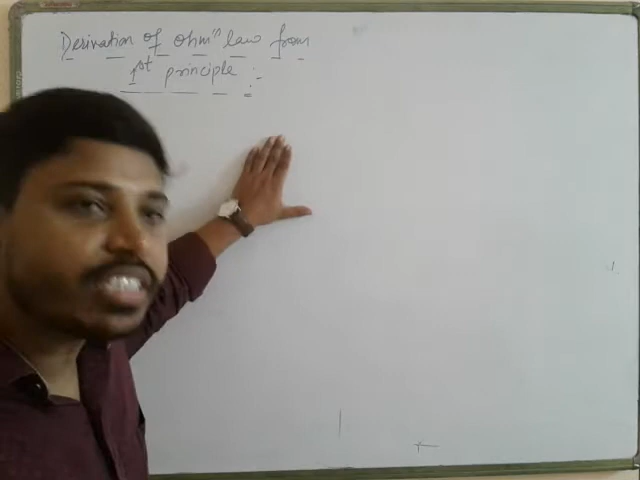 Derivation of ohm's law from
1st principle :-